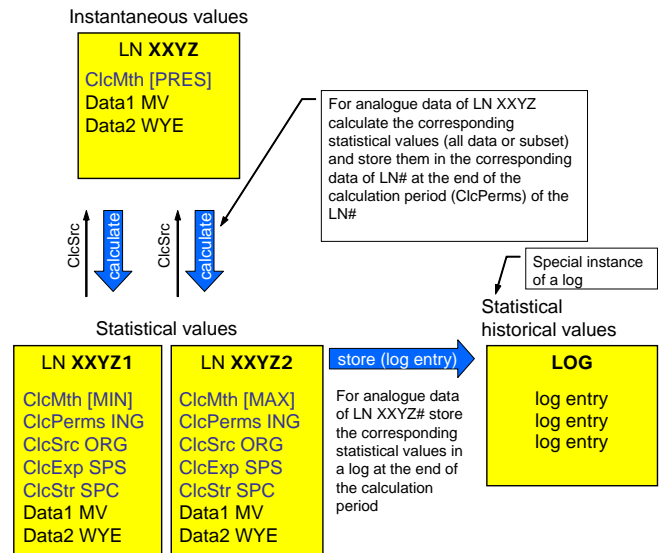 Instantaneous values
LN XXYZ
ClcMth [PRES]
Data1 MV
Data2 WYE
For analogue data of LN XXYZ
calculate the corresponding
statistical values (all data or subset)
and store them in the corresponding
data of LN# at the end of the
calculation period (ClcPerms) of the
LN#
ClcSrc
calculate
ClcSrc
calculate
Special instance
of a log
Statistical
historical values
Statistical values
LN XXYZ1
ClcMth [MIN]
ClcPerms ING
ClcSrc ORG
ClcExp SPS
ClcStr SPC
Data1 MV
Data2 WYE
LN XXYZ2
ClcMth [MAX]
ClcPerms ING
ClcSrc ORG
ClcExp SPS
ClcStr SPC
Data1 MV
Data2 WYE
store (log entry)
For analogue data
of LN XXYZ# store
the corresponding
statistical values in
a log at the end of
the calculation
period
LOG
log entry
log entry
log entry